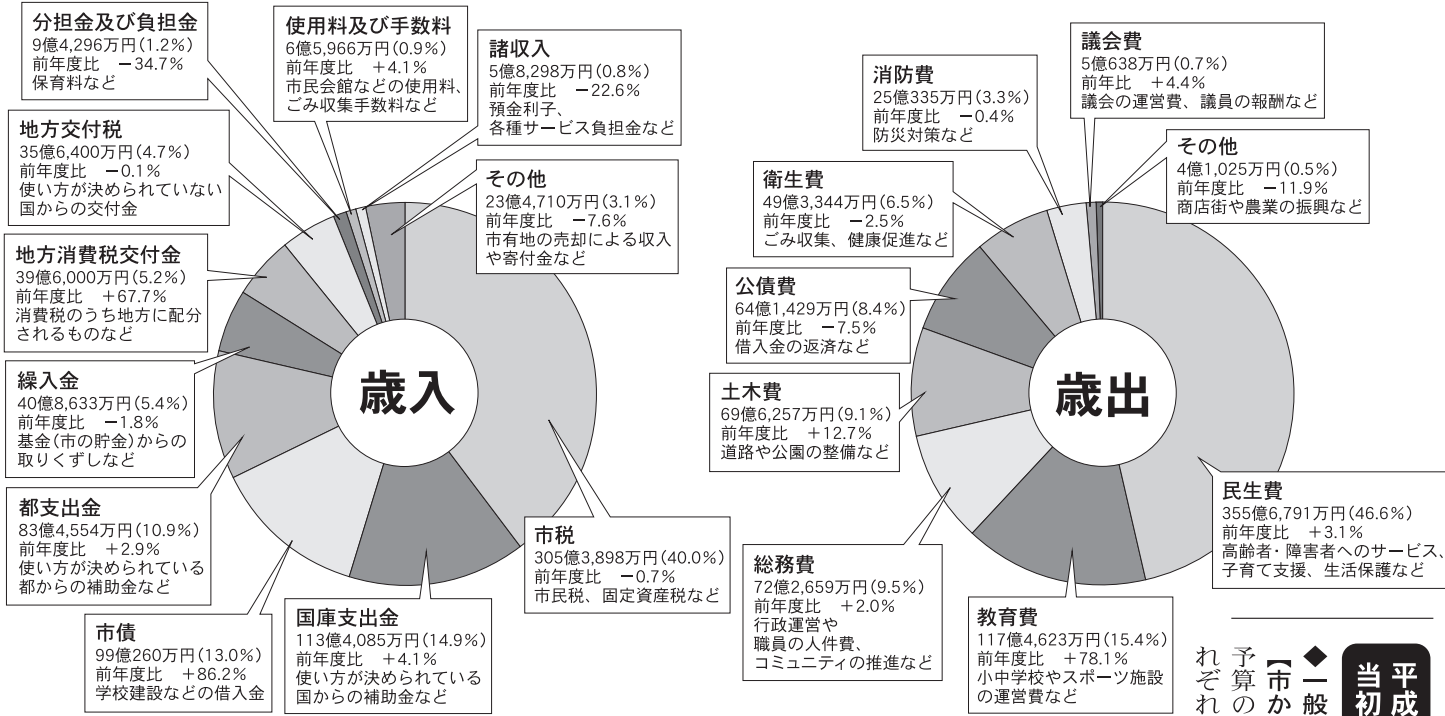 分担金及び負担金
9億4,296万円(1.2%)
前年度比　−34.7%
保育料など
使用料及び手数料
6億5,966万円(0.9%)
前年度比　+4.1%
市民会館などの使用料、
ごみ収集手数料など
諸収入
5億8,298万円(0.8%)
前年度比　−22.6%
預金利子、
各種サービス負担金など
地方交付税
35億6,400万円(4.7%)
前年度比　−0.1%
使い方が決められていない
国からの交付金
その他
23億4,710万円(3.1%)
前年度比　−7.6%
市有地の売却による収入
や寄付金など
地方消費税交付金
39億6,000万円(5.2%)
前年度比　+67.7%
消費税のうち地方に配分
されるものなど
繰入金
40億8,633万円(5.4%)
前年度比　−1.8%
基金(市の貯金)からの
取りくずしなど
歳入
都支出金
83億4,554万円(10.9%)
前年度比　+2.9%
使い方が決められている
都からの補助金など
市債
99億260万円(13.0%)
前年度比　+86.2%
学校建設などの借入金
国庫支出金
113億4,085万円(14.9%)
前年度比　+4.1%
使い方が決められている
国からの補助金など
市税
305億3,898万円(40.0%)
前年度比　−0.7%
市民税、固定資産税など
議会費
5億638万円(0.7%)
前年度比　+4.4%
議会の運営費、議員の報酬など
消防費
25億335万円(3.3%)
前年度比　−0.4%
防災対策など
その他
4億1,025万円(0.5%)
前年度比　−11.9%
商店街や農業の振興など
衛生費
49億3,344万円(6.5%)
前年度比　−2.5%
ごみ収集、健康促進など
公債費
64億1,429万円(8.4%)
前年度比　−7.5%
借入金の返済など
土木費
69億6,257万円(9.1%)
前年度比　+12.7%
道路や公園の整備など
歳出
総務費
72億2,659万円(9.5%)
前年度比　+2.0%
行政運営や
職員の人件費、
コミュニティの推進など
教育費
117億4,623万円(15.4%)
前年度比　+78.1%
小中学校やスポーツ施設
の運営費など
民生費
355億6,791万円(46.6%)
前年度比　+3.1%
高齢者・障害者へのサービス、
子育て支援、生活保護など
平成
当初
◆一般
【市か
予算の
れぞれ